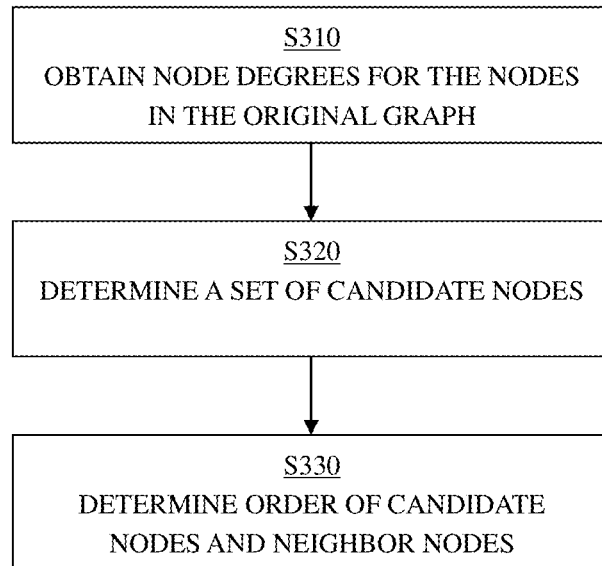 S310
OBTAIN NODE DEGREES FOR THE NODES
IN THE ORIGINAL GRAPH
S320
DETERMINE A SET OF CANDIDATE NODES
S330
DETERMINE ORDER OF CANDIDATE
NODES AND NEIGHBOR NODES